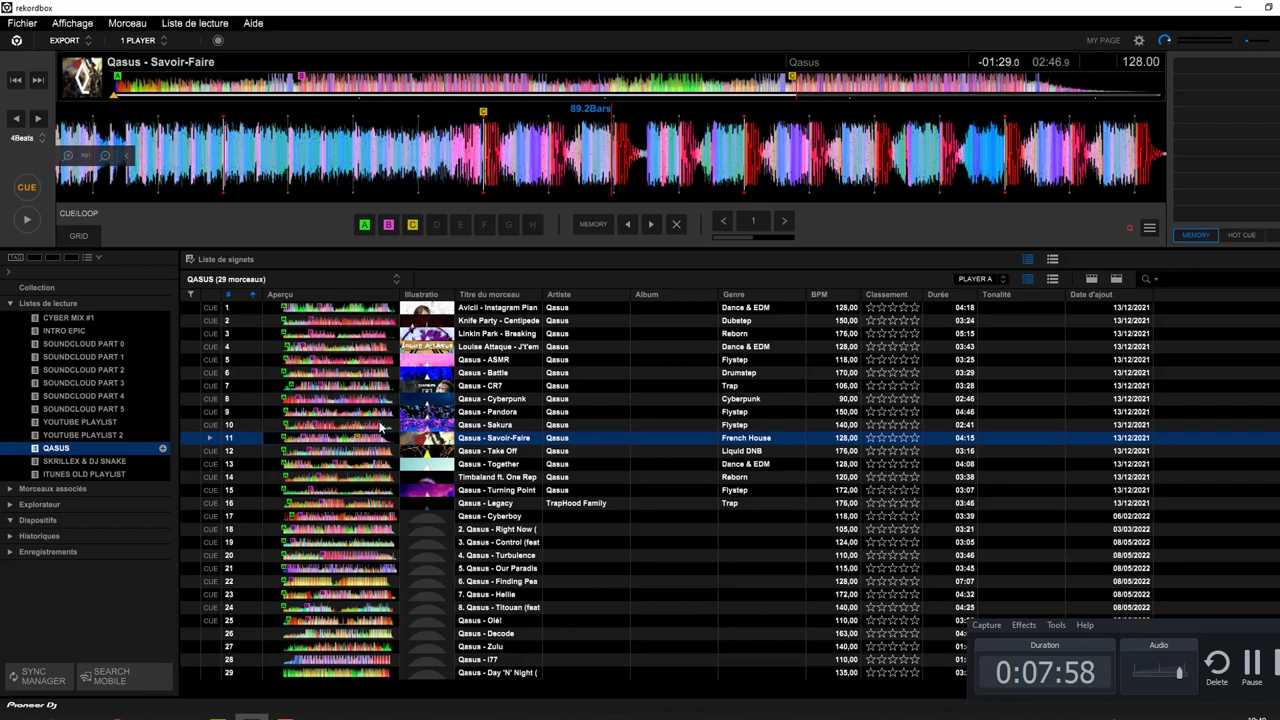 rekordbox
Fichier Affichage Morceau Liste de lecture Aide
EXPORT 1 PLAYER MY PAGE
Qasus - Savoir-Faire Qasus -01:29.0 02:46.9 128.00
A B C
4Beats
C 89.2Bars
RST
CUE
CUE/LOOP
GRID
A B C D E F G H MEMORY 1 Q
MEMORY HOT CUE
TAG Liste de signets
QASUS (29 morceaux) PLAYER A
# Aperçu Illustratio Titre du morceau Artiste Album Genre BPM Classement Durée Tonalité Date d'ajout
Collection
Listes de lecture
CYBER MIX #1
INTRO EPIC
SOUNDCLOUD PART 0
SOUNDCLOUD PART 1
SOUNDCLOUD PART 2
SOUNDCLOUD PART 3
SOUNDCLOUD PART 4
SOUNDCLOUD PART 5
YOUTUBE PLAYLIST
YOUTUBE PLAYLIST 2
QASUS
SKRILLEX & DJ SNAKE
ITUNES OLD PLAYLIST
Morceaux associés
Explorateur
Dispositifs
Historiques
Enregistrements
CUE 1 Avicii - Instagram Plan Qasus Dance & EDM 128,00 04:18 13/12/2021
CUE 2 Knife Party - Centipede Qasus Dubstep 150,00 03:24 13/12/2021
CUE 3 Linkin Park - Breaking Qasus Reborn 176,00 05:15 13/12/2021
CUE 4 Louise Attaque - J't'em Qasus Dance & EDM 112,00 03:43 13/12/2021
CUE 5 Qasus - ASMR Qasus Flystep 118,00 03:25 13/12/2021
CUE 6 Qasus - Battle Qasus Drumstep 170,00 03:29 13/12/2021
CUE 7 Qasus - CR7 Qasus Trap 106,00 03:28 13/12/2021
CUE 8 Qasus - Cyberpunk Qasus Cyberpunk 90,00 02:56 13/12/2021
CUE 9 Qasus - Pandora Qasus Flystep 150,00 04:46 13/12/2021
CUE 10 Qasus - Sakura Qasus Flystep 140,00 02:41 13/12/2021
11 Qasus - Savoir-Faire Qasus French House 128,00 04:15 13/12/2021
CUE 12 Qasus - Take Off Qasus Liquid DNB 176,00 03:16 13/12/2021
CUE 13 Qasus - Together Qasus Dance & EDM 128,00 04:08 13/12/2021
CUE 14 Timbaland ft. One Rep Qasus Reborn 120,00 03:38 13/12/2021
CUE 15 Qasus - Turning Point Qasus Flystep 172,00 03:07 13/12/2021
CUE 16 Qasus - Legacy TrapHood Family Trap 176,00 03:46 13/12/2021
CUE 17 Qasus - Cyberboy 118,00 03:39 06/02/2022
CUE 18 2. Qasus - Right Now ( 105,00 03:21 03/03/2022
CUE 19 3. Qasus - Control (feat 124,00 03:05 08/05/2022
CUE 20 4. Qasus - Turbulence 110,00 03:46 08/05/2022
CUE 21 5. Qasus - Our Paradis 115,00 03:45 08/05/2022
CUE 22 6. Qasus - Finding Pea 128,00 07:07 08/05/2022
CUE 23 7. Qasus - Hellie 172,00 03:32 08/05/2022
CUE 24 8. Qasus - Titouan (feat 140,00 04:25 08/05/2022
CUE 25 Qasus - Olé! 110,00 03:46 08/05/2022
26 Qasus - Decode 163,00 04:
27 Qasus - Zulu 140,00
28 Qasus - i77 110,00
29 Qasus - Day 'N' Night ( 135,00 03:
Capture Effects Tools Help
Duration Audio
0:07:58 Delete Pause
SYNC MANAGER SEARCH MOBILE
Pioneer Dj